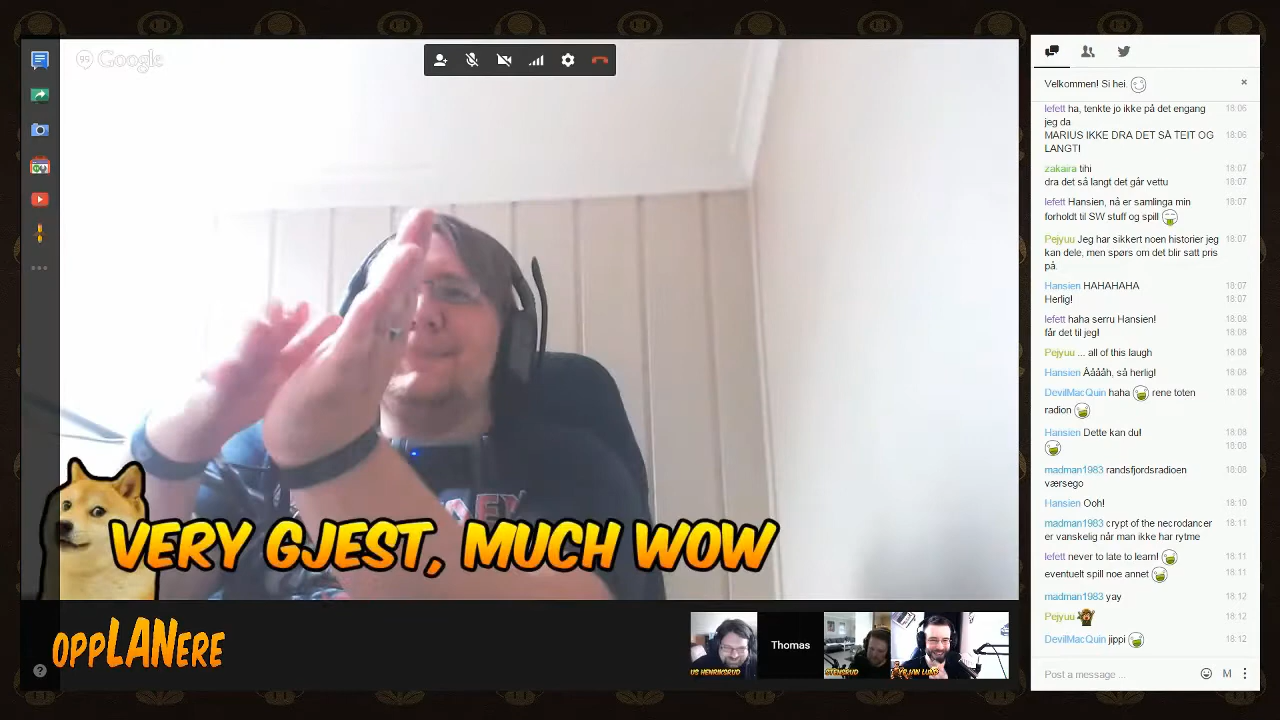 Google
VERY GJEST, MUCH WOW
OPPLANERE
US HENRIKSRUD
Thomas
STENSRUD
Velkommen! Si hei
lefett ha, tenkte jo ikke på det engang 18:06
jeg da
MARIUS IKKE DRA DET SÅ TEIT OG 18:06
LANGT!
zakaira tihi 18:07
dra det så langt det går vettu 18:07
lefett Hansien, nå er samlinga min 18:07
forholdt til SW stuff og spill
Pejyuu Jeg har sikkert noen historier jeg 18:07
kan dele, men spørs om det blir satt pris
på.
Hansien HAHAHAHA 18:07
Herlig! 18:07
lefett haha serru Hansien! 18:08
får det til jeg! 18:08
Pejyuu ... all of this laugh 18:08
Hansien Ååååh, så herlig! 18:08
DevilMacQuin haha rene toten 18:08
radion
Hansien Dette kan du! 18:08
18:08
madman1983 randsfjordsradioen 18:08
værsego
Hansien Ooh! 18:10
madman1983 crypt of the necrodancer 18:11
er vanskelig når man ikke har rytme
lefett never to late to learn! 18:11
eventuelt spill noe annet 18:11
madman1983 yay 18:12
Pejyuu 18:12
DevilMacQuin jippi 18:12
Post a message ...
M